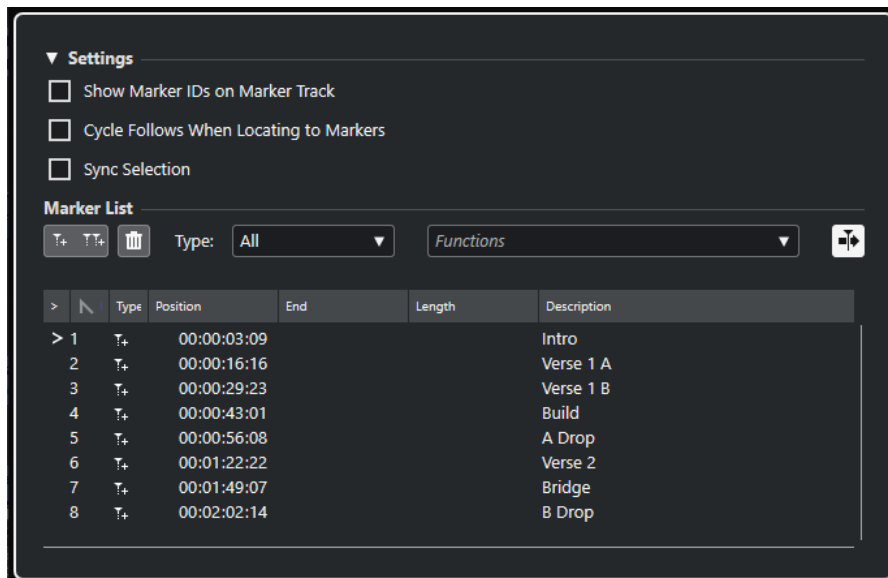 ▼ Settings
Show Marker IDs on Marker Track
Cycle Follows When Locating to Markers
Sync Selection
Marker List
Type: All ▼ Functions ▼
> Type Position End Length Description
> 1 00:00:03:09 Intro
2 00:00:16:16 Verse 1 A
3 00:00:29:23 Verse 1 B
4 00:00:43:01 Build
5 00:00:56:08 A Drop
6 00:01:22:22 Verse 2
7 00:01:49:07 Bridge
8 00:02:02:14 B Drop